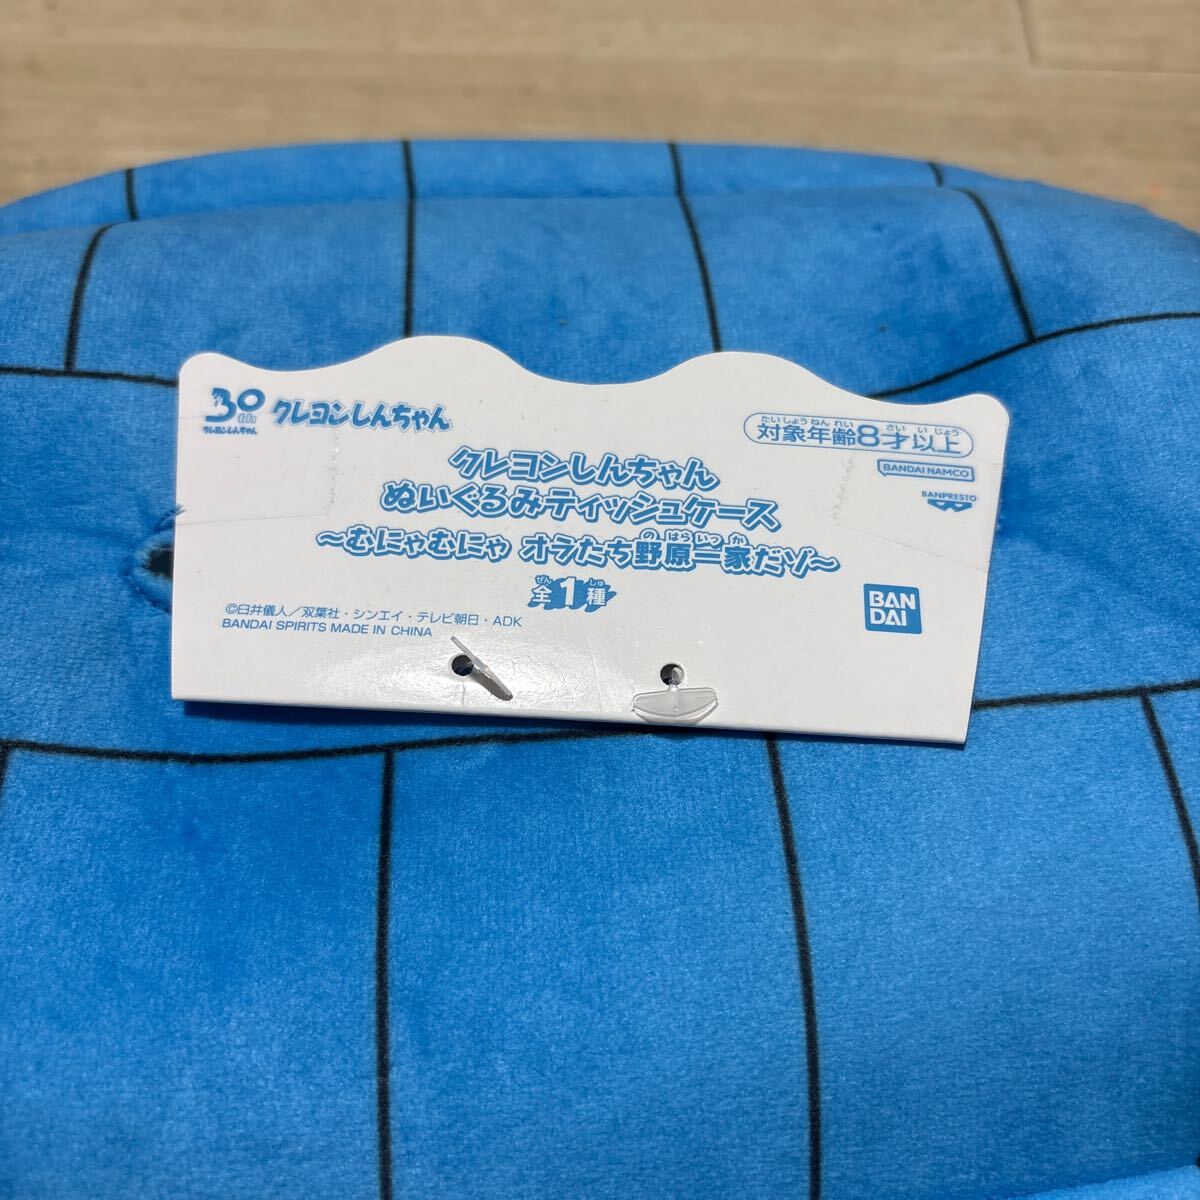 30th
クレヨンしんちゃん
クレヨンしんちゃん
たいしょうねんれい さい い じょう
対象年齢8才以上
BANDAI NAMCO
BANPRESTO
クレヨンしんちゃん
ぬいぐるみティッシュケース
の はら いっ か
～むにゃむにゃ オラたち野原一家だゾ～
ぜん しゅ
全1種
©臼井儀人／双葉社・シンエイ・テレビ朝日・ADK
BANDAI SPIRITS MADE IN CHINA
BAN
DAI